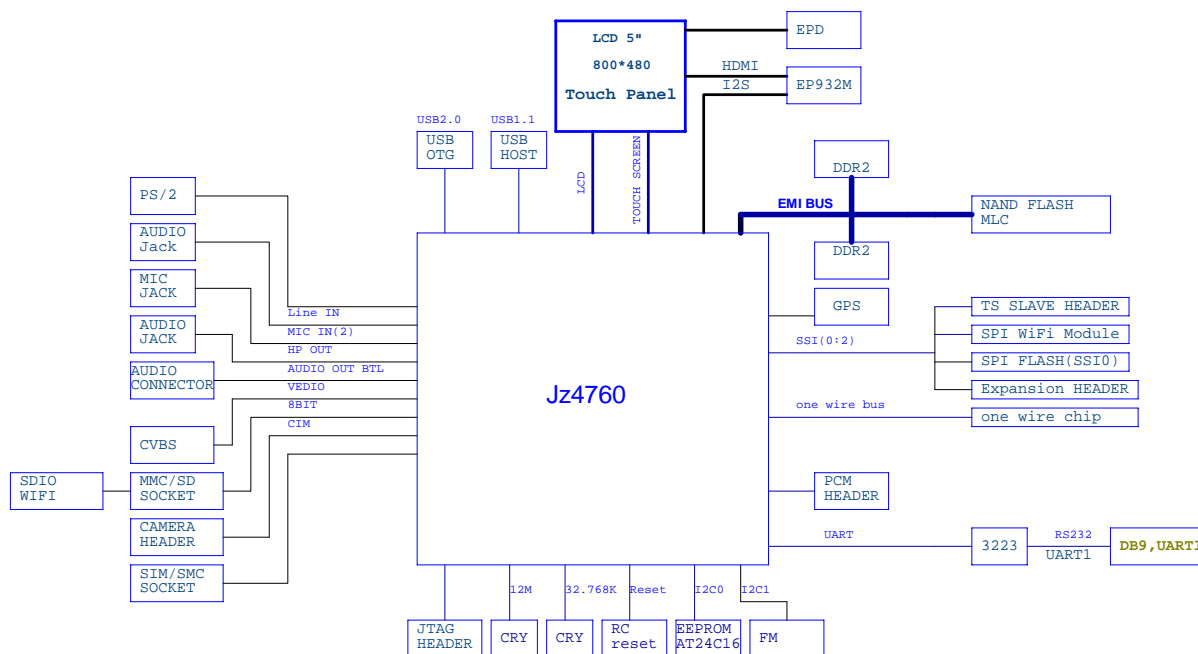 LCD 5"
800*480
Touch Panel
EPD
HDMI
I2S
EP932M
USB2.0
USB1.1
USB
OTG
USB
HOST
LCD
TOUCH SCREEN
DDR2
EMI BUS
DDR2
NAND FLASH
MLC
PS/2
AUDIO
Jack
MIC
JACK
AUDIO
JACK
AUDIO
CONNECTOR
CVBS
SDIO
WIFI
MMC/SD
SOCKET
CAMERA
HEADER
SIM/SMC
SOCKET
Line IN
MIC IN(2)
HP OUT
AUDIO OUT BTL
VEDIO
8BIT
CIM
Jz4760
GPS
SSI(0:2)
TS SLAVE HEADER
SPI WiFi Module
SPI FLASH(SSI0)
Expansion HEADER
one wire bus
one wire chip
PCM
HEADER
UART
3223
RS232
UART1
DB9,UART1
12M
32.768K
Reset
I2C0
I2C1
JTAG
HEADER
CRY
CRY
RC
reset
EEPROM
AT24C16
FM